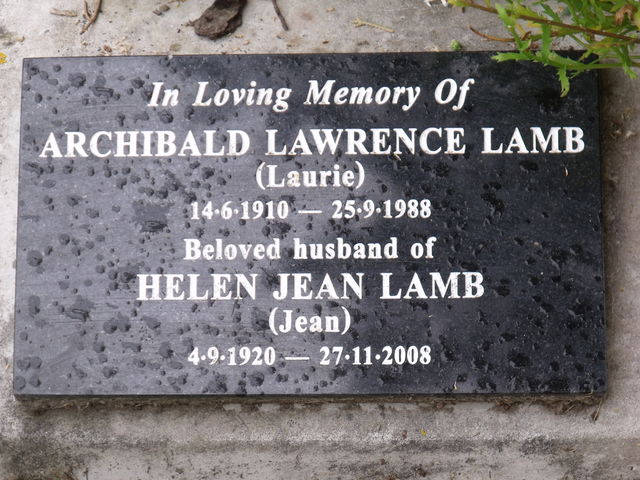 In Loving Memory Of
ARCHIBALD LAWRENCE LAMB
(Laurie)
14·6·1910 — 25·9·1988
Beloved husband of
HELEN JEAN LAMB
(Jean)
4·9·1920 — 27·11·2008